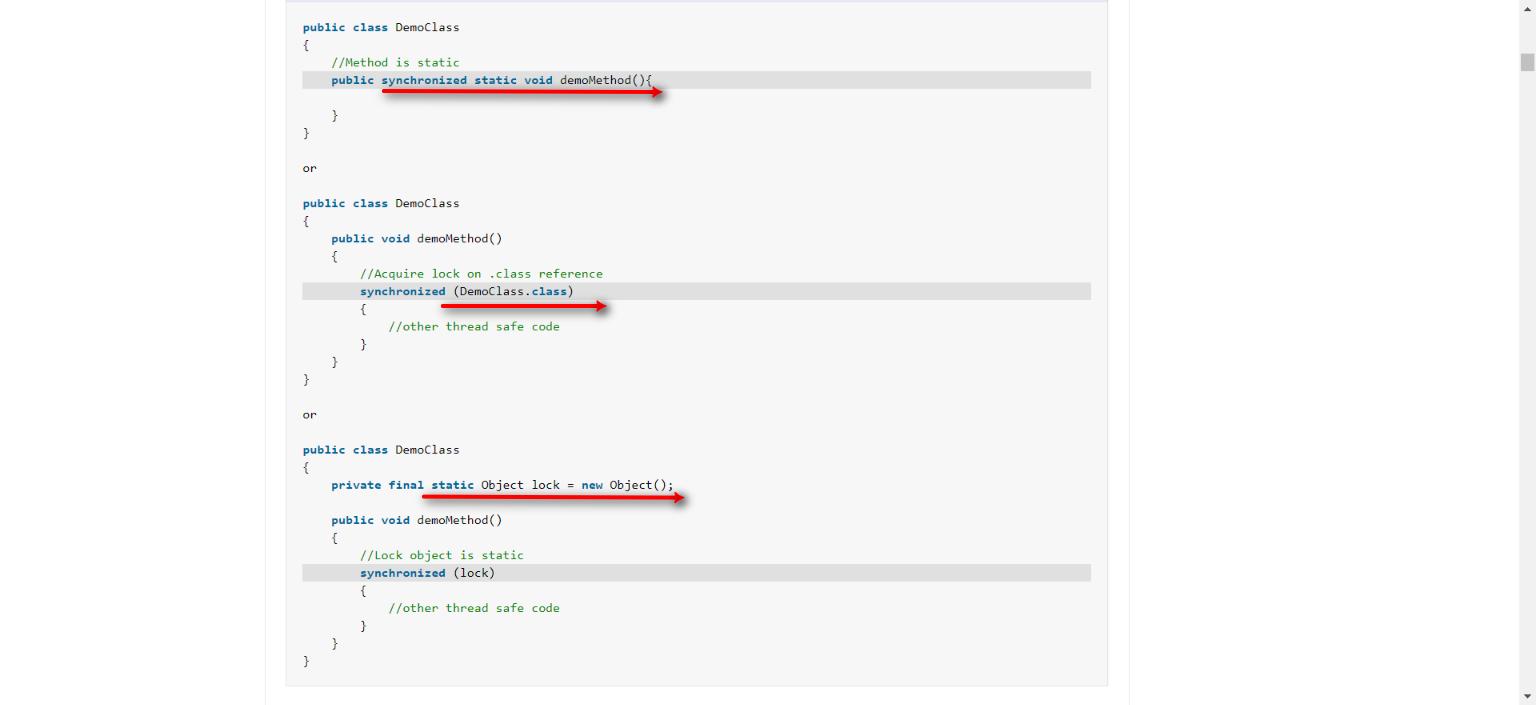 public class DemoClass
{
    //Method is static
    public synchronized static void demoMethod(){

    }
}

or

public class DemoClass
{
    public void demoMethod()
    {
        //Acquire lock on .class reference
        synchronized (DemoClass.class)
        {
            //other thread safe code
        }
    }
}

or

public class DemoClass
{
    private final static Object lock = new Object();

    public void demoMethod()
    {
        //Lock object is static
        synchronized (lock)
        {
            //other thread safe code
        }
    }
}